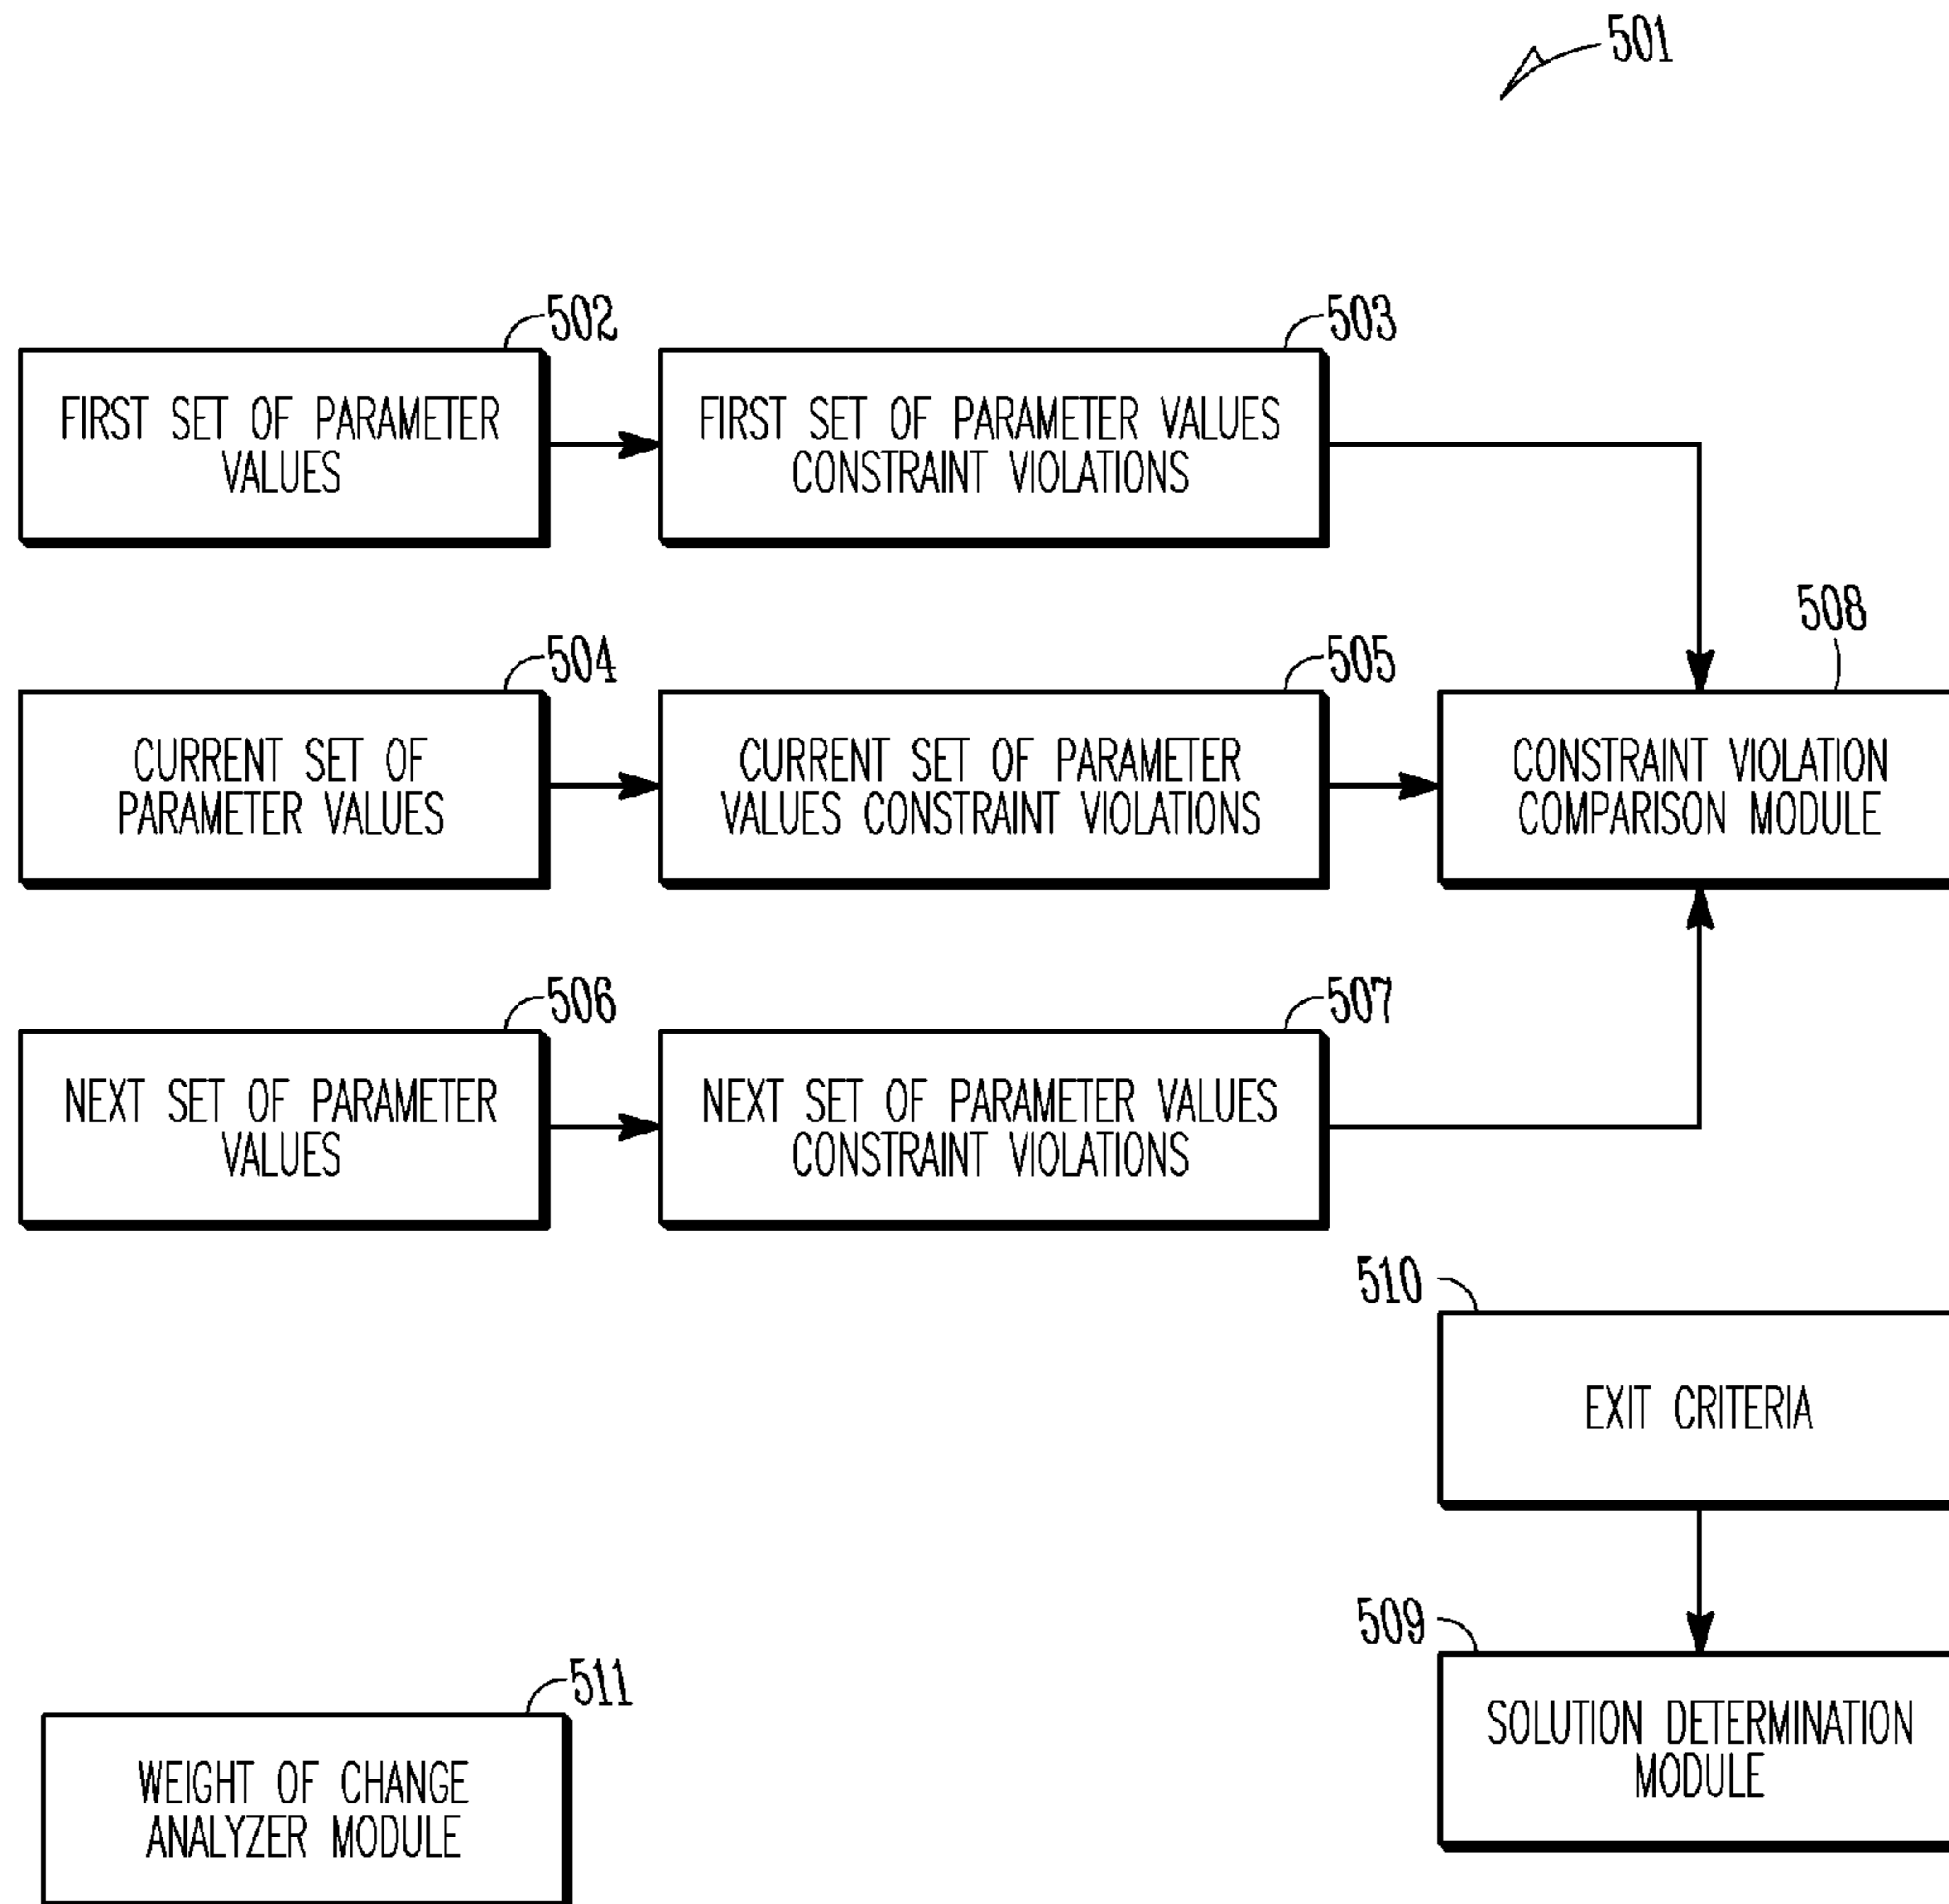 501
502
FIRST SET OF PARAMETER
VALUES
503
FIRST SET OF PARAMETER VALUES
CONSTRAINT VIOLATIONS
504
CURRENT SET OF
PARAMETER VALUES
505
CURRENT SET OF PARAMETER
VALUES CONSTRAINT VIOLATIONS
508
CONSTRAINT VIOLATION
COMPARISON MODULE
506
NEXT SET OF PARAMETER
VALUES
507
NEXT SET OF PARAMETER VALUES
CONSTRAINT VIOLATIONS
510
EXIT CRITERIA
509
SOLUTION DETERMINATION
MODULE
511
WEIGHT OF CHANGE
ANALYZER MODULE